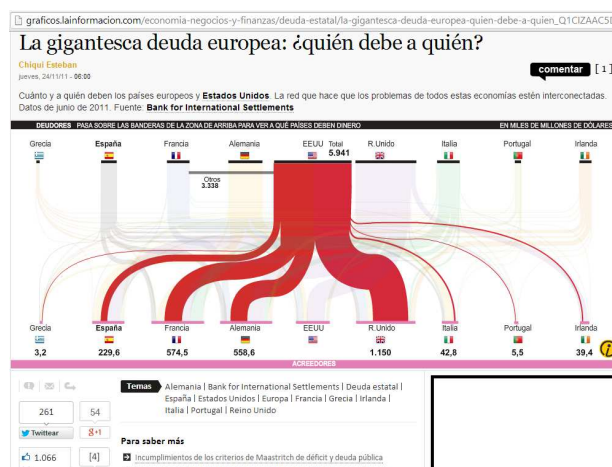 graficos.lainformacion.com/economia-negocios-y-finanzas/deuda-estatal/la-gigantesca-deuda-europea-quien-debe-a-quien_Q1CIZAAC5D
La gigantesca deuda europea: ¿quién debe a quién?
Chiqui Esteban
jueves, 24/11/11 - 06:00
comentar [ 1 ]
Cuánto y a quién deben los países europeos y Estados Unidos. La red que hace que los problemas de todos estas economías estén interconectadas.
Datos de junio de 2011. Fuente: Bank for International Settlements
DEUDORES PASA SOBRE LAS BANDERAS DE LA ZONA DE ARRIBA PARA VER A QUÉ PAÍSES DEBEN DINERO EN MILES DE MILLONES DE DÓLARES
Grecia España Francia Alemania EEUU Total R.Unido Italia Portugal Irlanda
5.941
Otros
3.338
Grecia España Francia Alemania EEUU R.Unido Italia Portugal Irlanda
3,2 229,6 574,5 558,6 1.150 42,8 5,5 39,4 i
ACREEDORES
Temas Alemania | Bank for International Settlements | Deuda estatal |
España | Estados Unidos | Europa | Francia | Grecia | Irlanda |
Italia | Portugal | Reino Unido
261 54
Twittear g+1
Para saber más
1.066 [4] Incumplimientos de los criterios de Maastritch de déficit y deuda pública